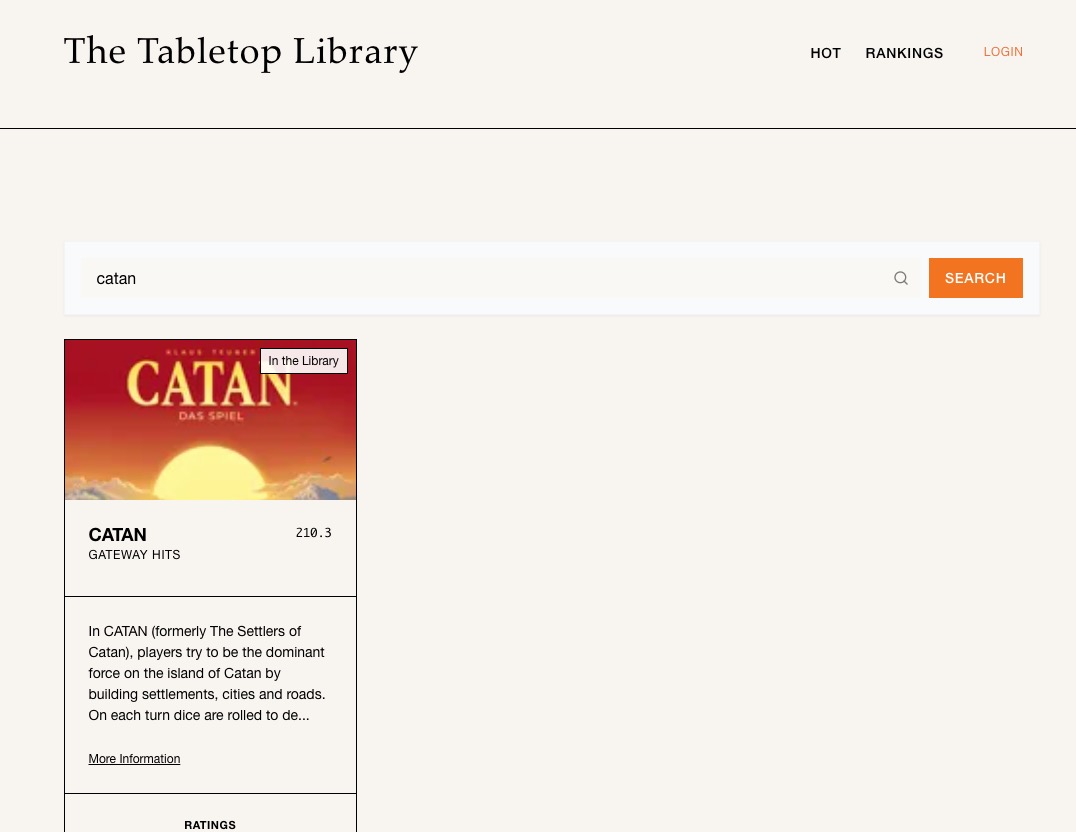 The Tabletop Library
HOT RANKINGS LOGIN
catan
SEARCH
KLAUS TEUBER
In the Library
CATAN
DAS SPIEL
CATAN
210.3
GATEWAY HITS
In CATAN (formerly The Settlers of
Catan), players try to be the dominant
force on the island of Catan by
building settlements, cities and roads.
On each turn dice are rolled to de...
More Information
RATINGS